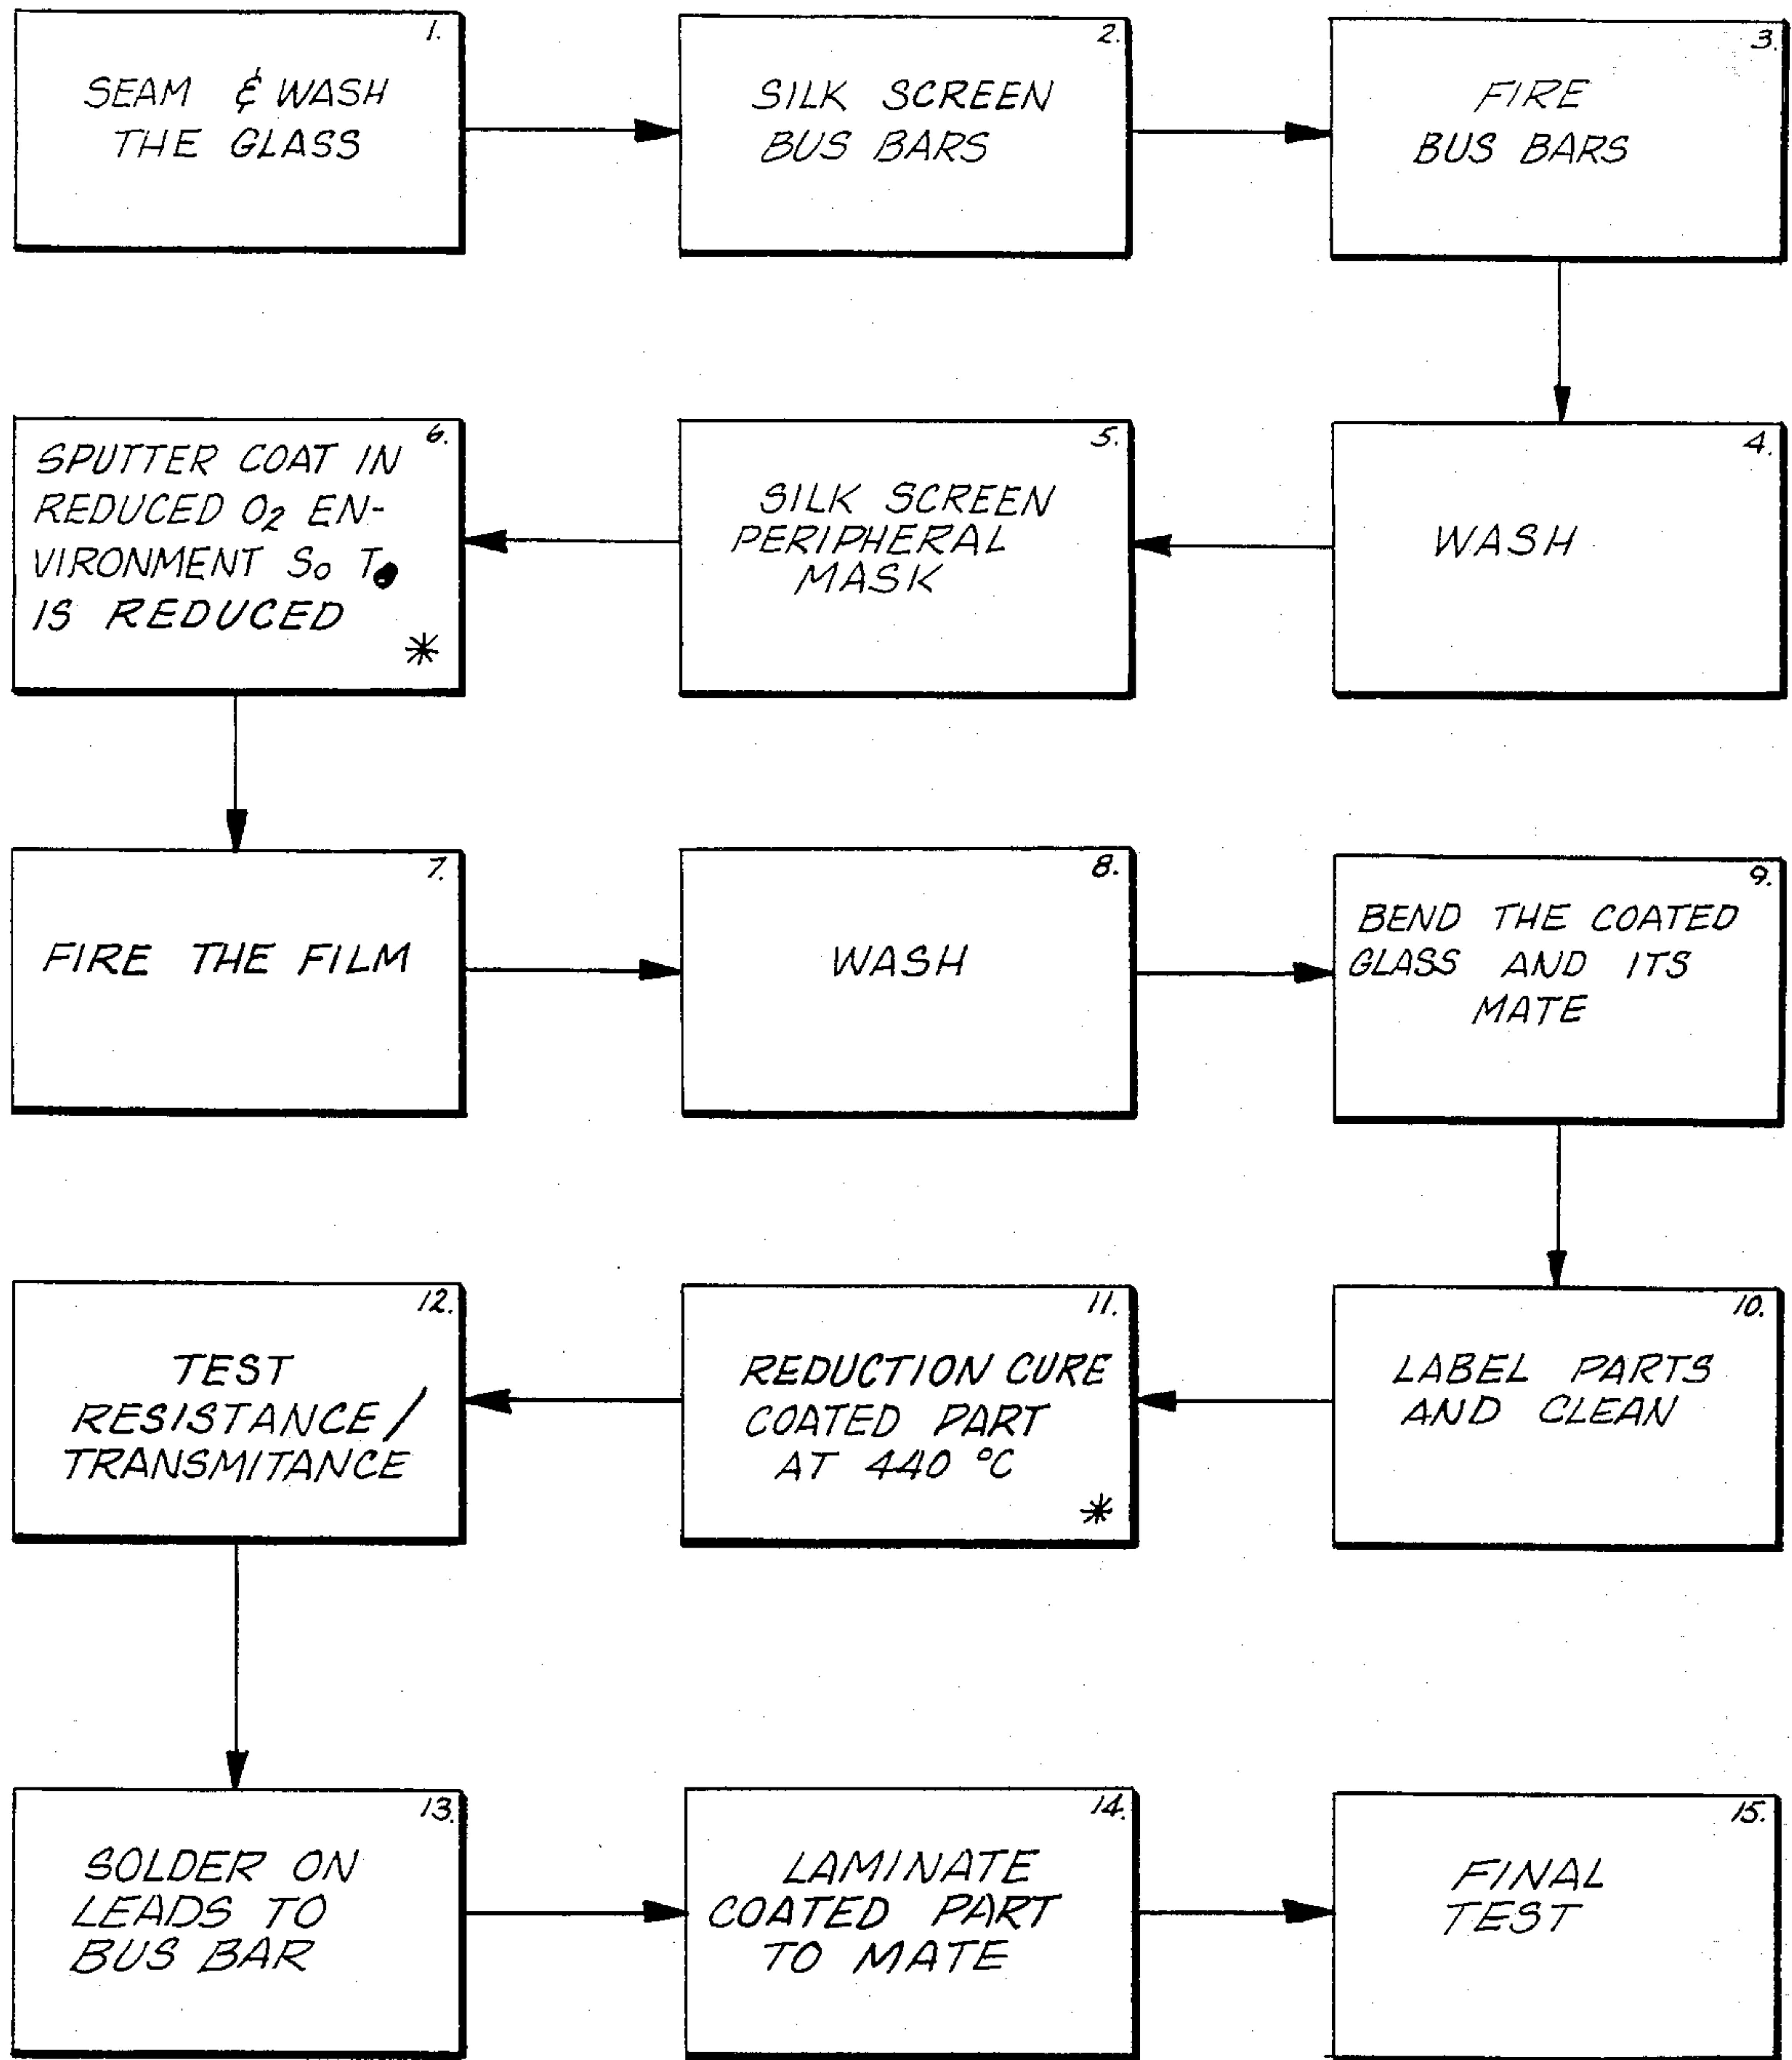 1.
SEAM & WASH
THE GLASS
2.
SILK SCREEN
BUS BARS
3.
FIRE
BUS BARS
4.
WASH
5.
SILK SCREEN
PERIPHERAL
MASK
6.
SPUTTER COAT IN
REDUCED O2 EN-
VIRONMENT SO
IS REDUCED
*
7.
FIRE THE FILM
8.
WASH
9.
BEND THE COATED
GLASS AND ITS
MATE
10.
LABEL PARTS
AND CLEAN
11.
REDUCTION CURE
COATED PART
AT 440 °C
*
12.
TEST
RESISTANCE/
TRANSMITANCE
13.
SOLDER ON
LEADS TO
BUS BAR
14.
LAMINATE
COATED PART
TO MATE
15.
FINAL
TEST